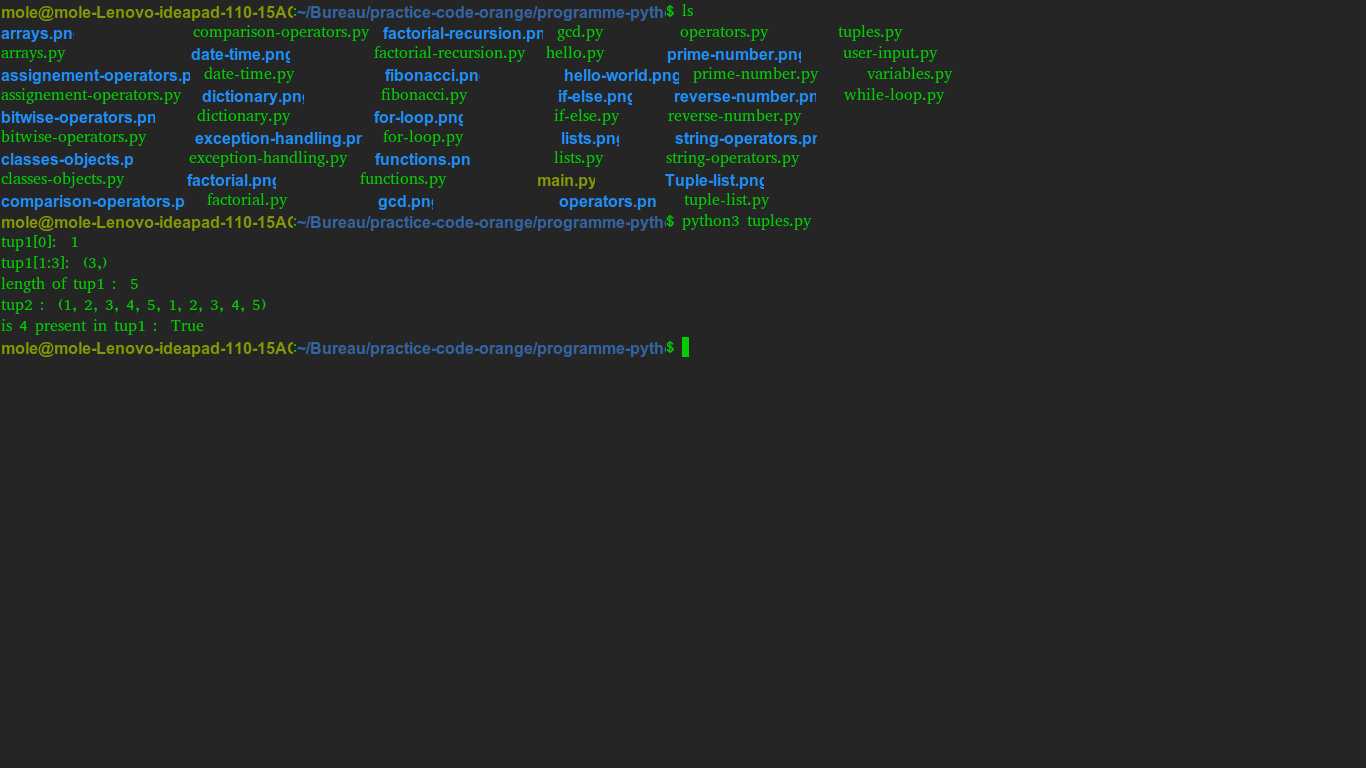 mole@mole-Lenovo-ideapad-110-15AC:~/Bureau/practice-code-orange/programme-pyth$ ls
arrays.pn comparison-operators.py factorial-recursion.pn gcd.py operators.py tuples.py
arrays.py date-time.png factorial-recursion.py hello.py prime-number.png user-input.py
assignement-operators.p date-time.py fibonacci.pn hello-world.png prime-number.py variables.py
assignement-operators.py dictionary.png fibonacci.py if-else.png reverse-number.pn while-loop.py
bitwise-operators.pn dictionary.py for-loop.png if-else.py reverse-number.py
bitwise-operators.py exception-handling.pr for-loop.py lists.png string-operators.pr
classes-objects.p exception-handling.py functions.pn lists.py string-operators.py
classes-objects.py factorial.png functions.py main.py Tuple-list.png
comparison-operators.p factorial.py gcd.png operators.pn tuple-list.py
mole@mole-Lenovo-ideapad-110-15AC:~/Bureau/practice-code-orange/programme-pyth$ python3 tuples.py
tup1[0]: 1
tup1[1:3]: (3,)
length of tup1 : 5
tup2 : (1, 2, 3, 4, 5, 1, 2, 3, 4, 5)
is 4 present in tup1 : True
mole@mole-Lenovo-ideapad-110-15AC:~/Bureau/practice-code-orange/programme-pyth$